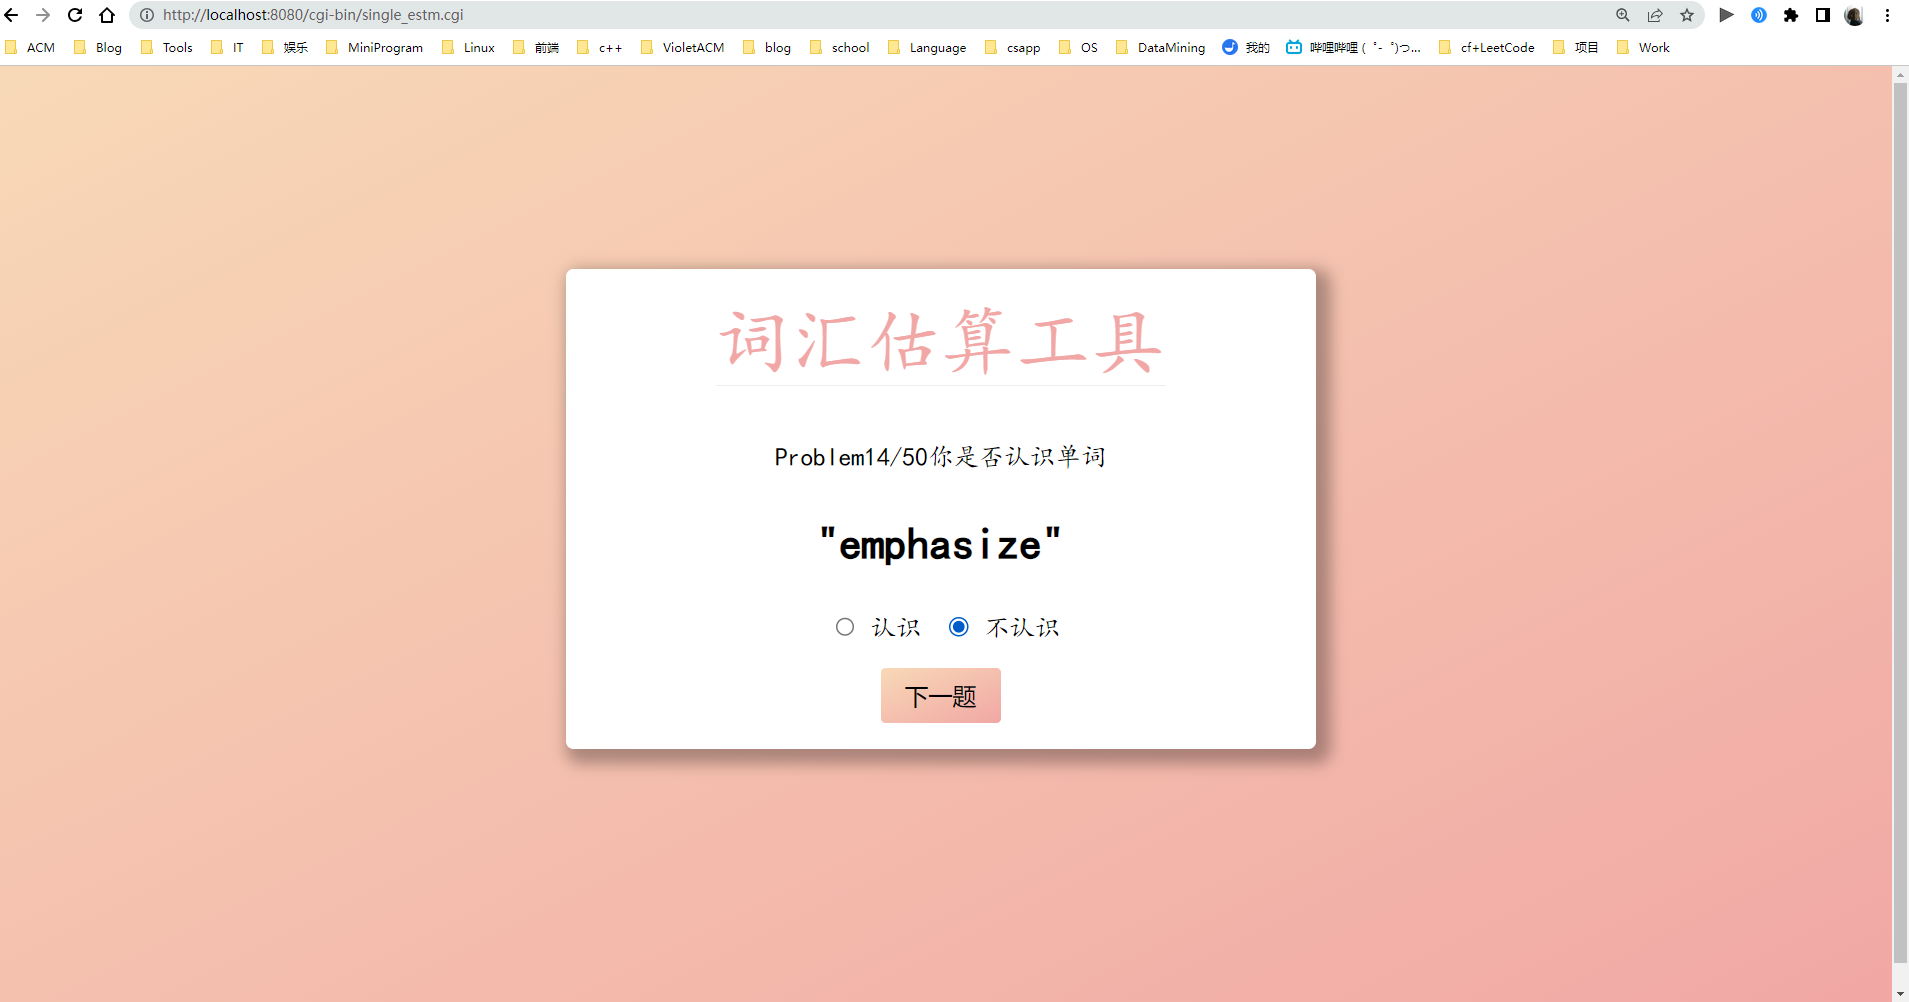 http://localhost:8080/cgi-bin/single_estm.cgi
ACM Blog Tools IT 娱乐 MiniProgram Linux 前端 c++ VioletACM blog school Language csapp OS DataMining 我的 哔哩哔哩 ( ゜- ゜)つ... cf+LeetCode 项目 Work
词汇估算工具
Problem14/50你是否认识单词
"emphasize"
认识 不认识
下一题